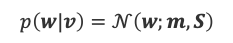 p(w|v) = 𝒩(w; m, S)